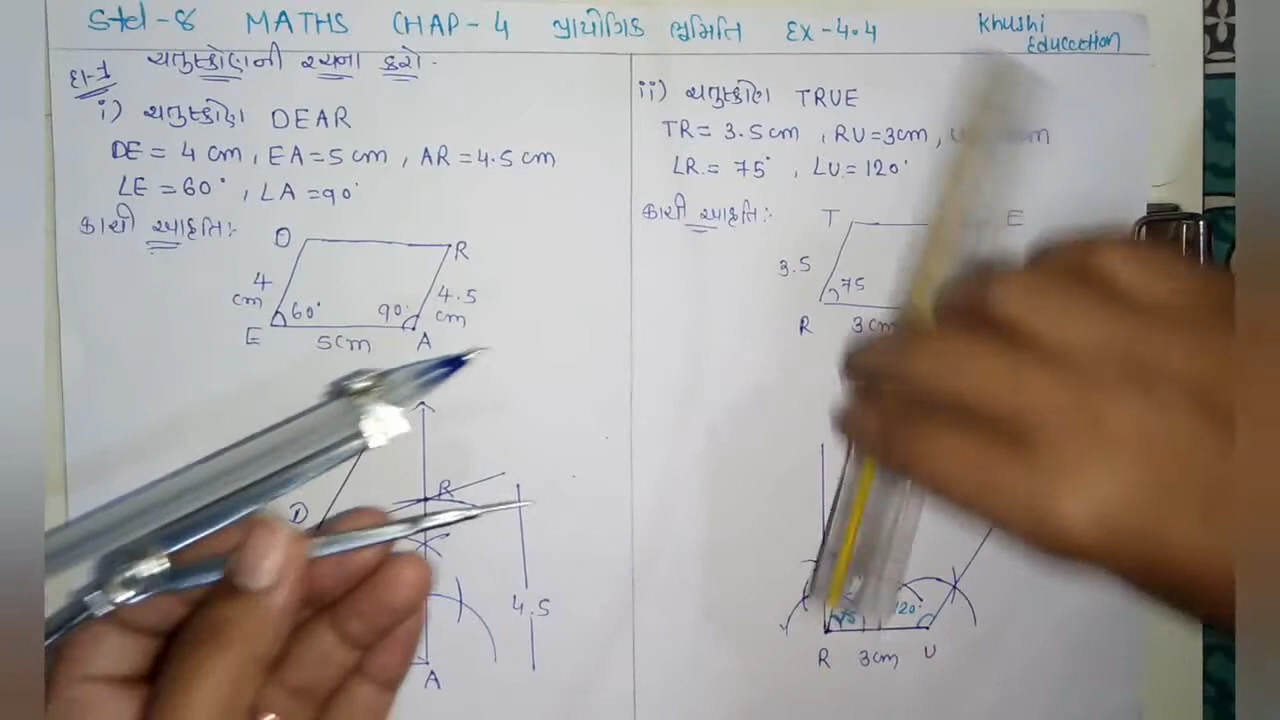 Std-8 MATHS CHAP-4 પ્રાયોગિક ભૂમિતિ Ex-4.4
Khushi
Education
દા-1 ચતુષ્કોણની રચના કરો.
i) ચતુષ્કોણ DEAR
DE = 4 cm, EA = 5 cm, AR = 4.5 cm
∠E = 60°, ∠A = 90°
કાચી આકૃતિ:
D
R
4
cm
60°
90°
4.5
cm
E
5cm
A
D
R
4.5
A
ii) ચતુષ્કોણ TRUE
TR = 3.5 cm, RU = 3cm,
∠R = 75°, ∠U = 120°
કાચી આકૃતિ:
T
E
3.5
75
R
3cm
120°
R
3cm
U